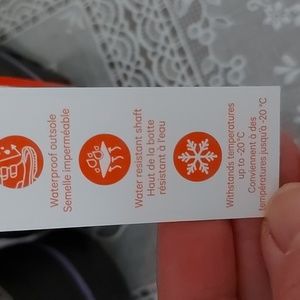 Waterproof outsole
Semelle imperméable
Water resistant shaft
Haut de la botte
résistant à l'eau
Withstands temperatures
up to -20°C
Conviennent à des
températures jusqu'à -20 °C